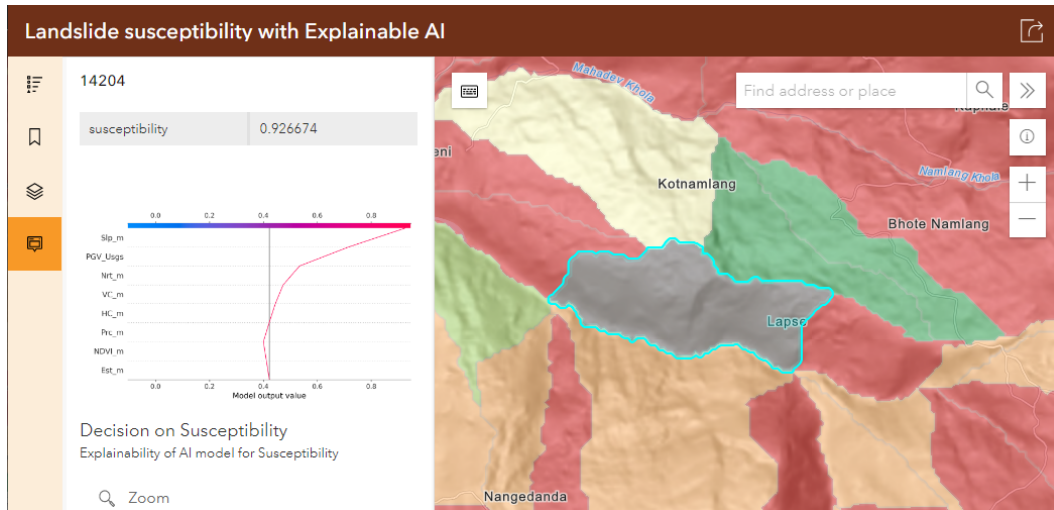 Landslide susceptibility with Explainable AI
14204
susceptibility 0.926674
0.0 0.2 0.4 0.6 0.8
Slp_m
PGV_Usgs
Nrt_m
VC_m
HC_m
Prc_m
NDVI_m
Est_m
0.0 0.2 0.4 0.6 0.8
Model output value
Decision on Susceptibility
Explainability of AI model for Susceptibility
Zoom
Mahadev Khola
Find address or place
eni
Kotnamlang
Namlang Khola
Bhote Namlang
Lapse
Nangedanda